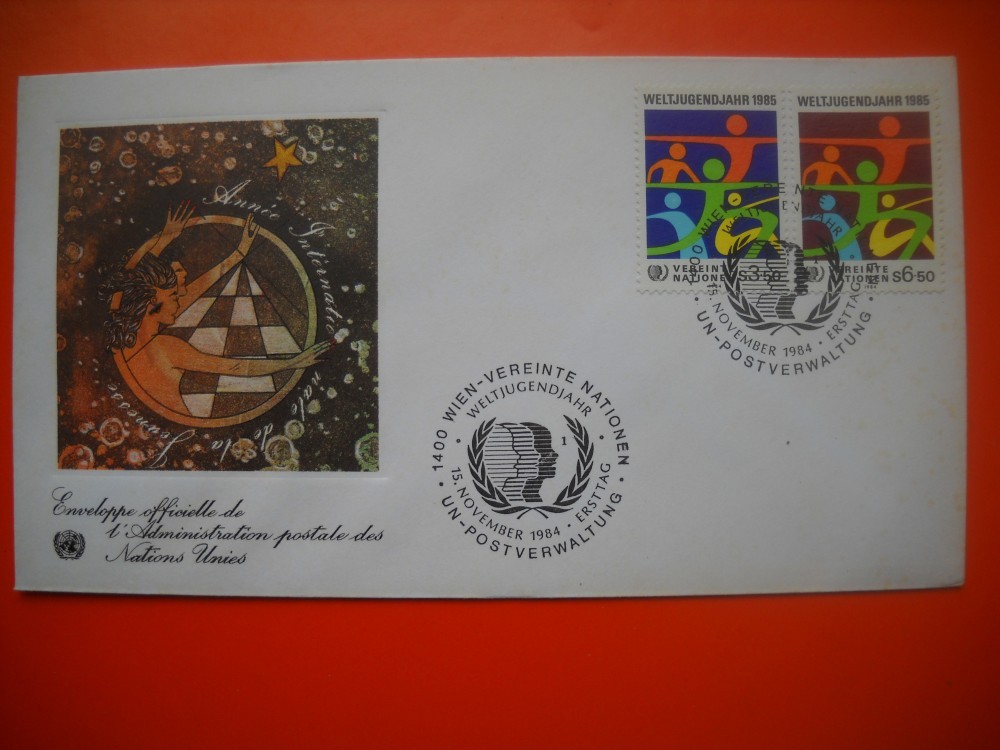 Année Internationale de la Jeunesse
Enveloppe officielle de
l'Administration postale des
Nations Unies
WELTJUGENDJAHR 1985
VEREINTE
NATIONEN S3·50
WELTJUGENDJAHR 1985
VEREINTE
NATIONEN S6·50
15. NOVEMBER 1984 · ERSTTAG
UN-POSTVERWALTUNG
1400 WIEN-VEREINTE NATIONEN
WELTJUGENDJAHR
1
15. NOVEMBER 1984 · ERSTTAG
UN-POSTVERWALTUNG